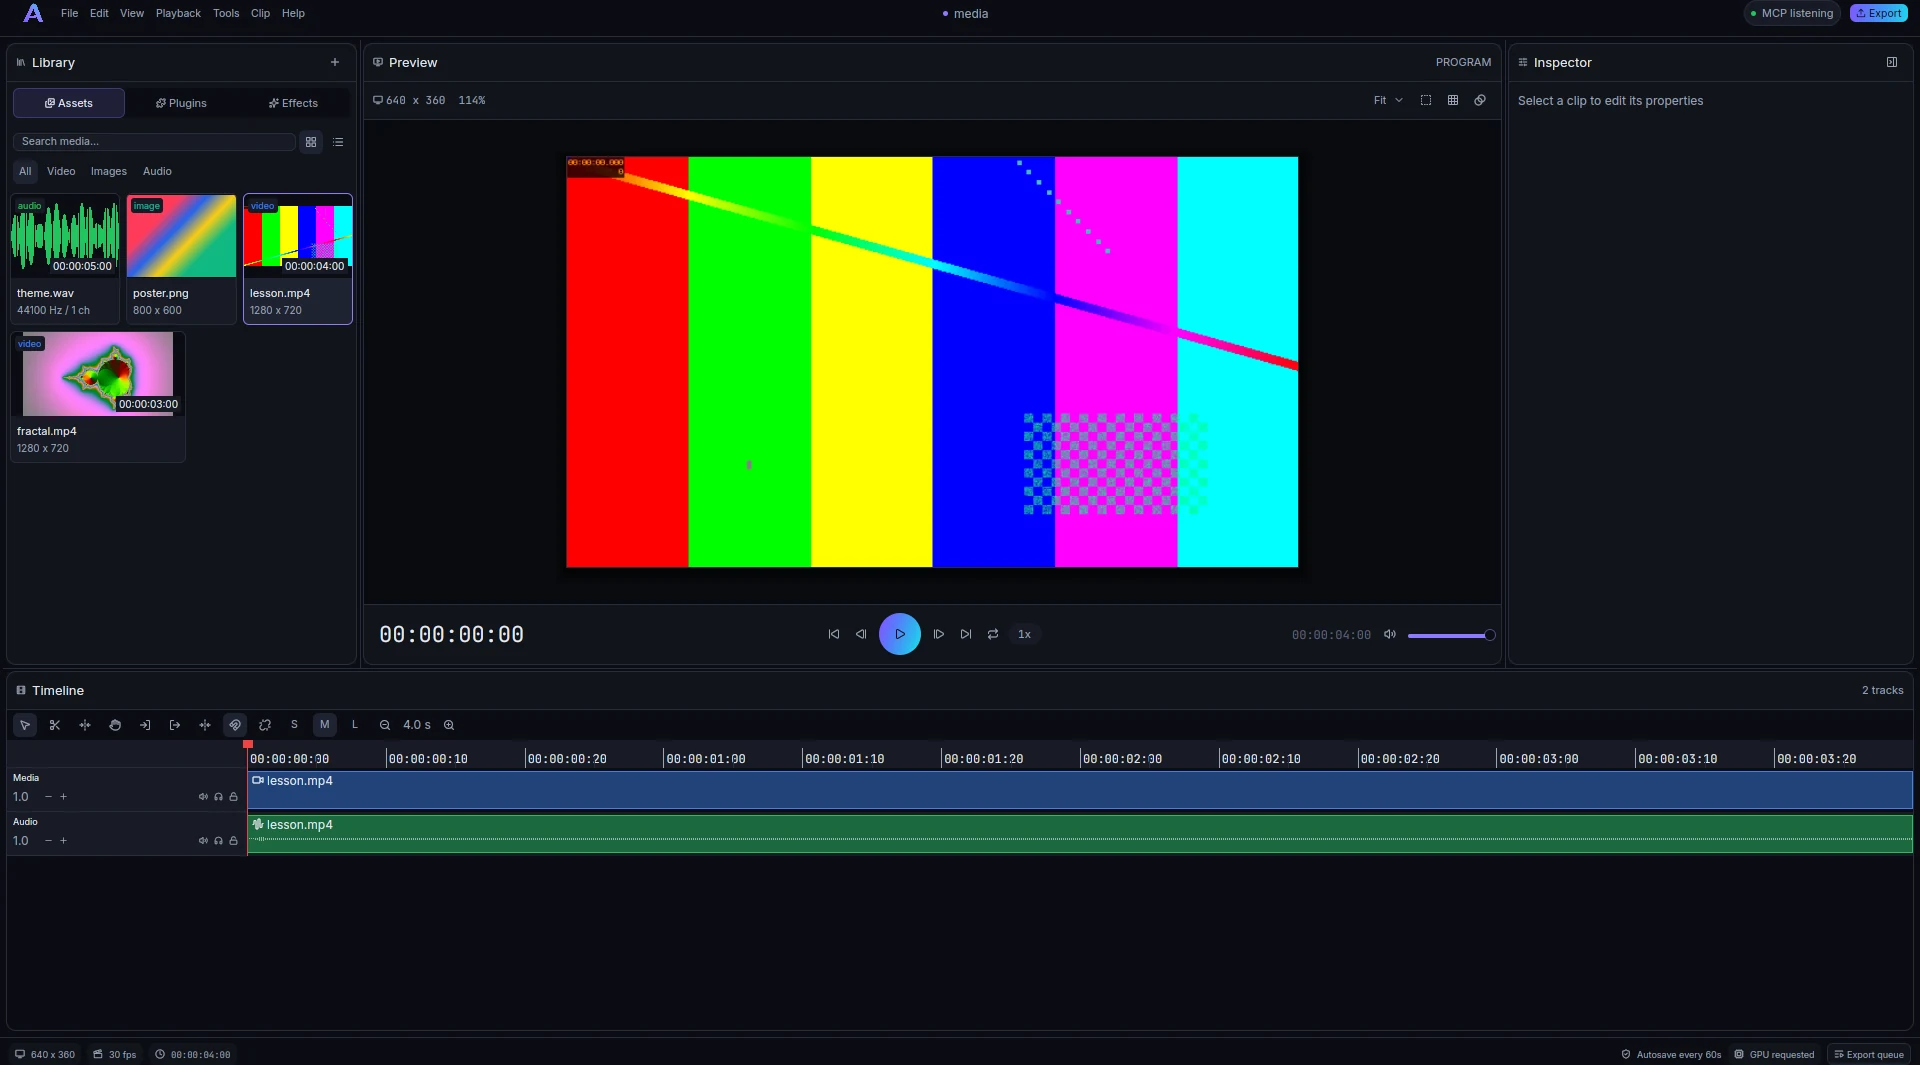 File Edit View Playback Tools Clip Help
media
MCP listening
Export
Library
Assets Plugins Effects
Search media...
All Video Images Audio
audio
00:00:05:00
theme.wav
44100 Hz / 1 ch
image
poster.png
800 x 600
video
00:00:04:00
lesson.mp4
1280 x 720
video
00:00:03:00
fractal.mp4
1280 x 720
Preview
PROGRAM
640 x 360 114%
Fit
00:00:00.000
0
00:00:00:00
1x
00:00:04:00
Inspector
Select a clip to edit its properties
Timeline
2 tracks
S M L 4.0 s
00:00:00:00 00:00:00:10 00:00:00:20 00:00:01:00 00:00:01:10 00:00:01:20 00:00:02:00 00:00:02:10 00:00:02:20 00:00:03:00 00:00:03:10 00:00:03:20
Media
1.0 − +
lesson.mp4
Audio
1.0 − +
lesson.mp4
640 x 360 30 fps 00:00:04:00
Autosave every 60s GPU requested Export queue